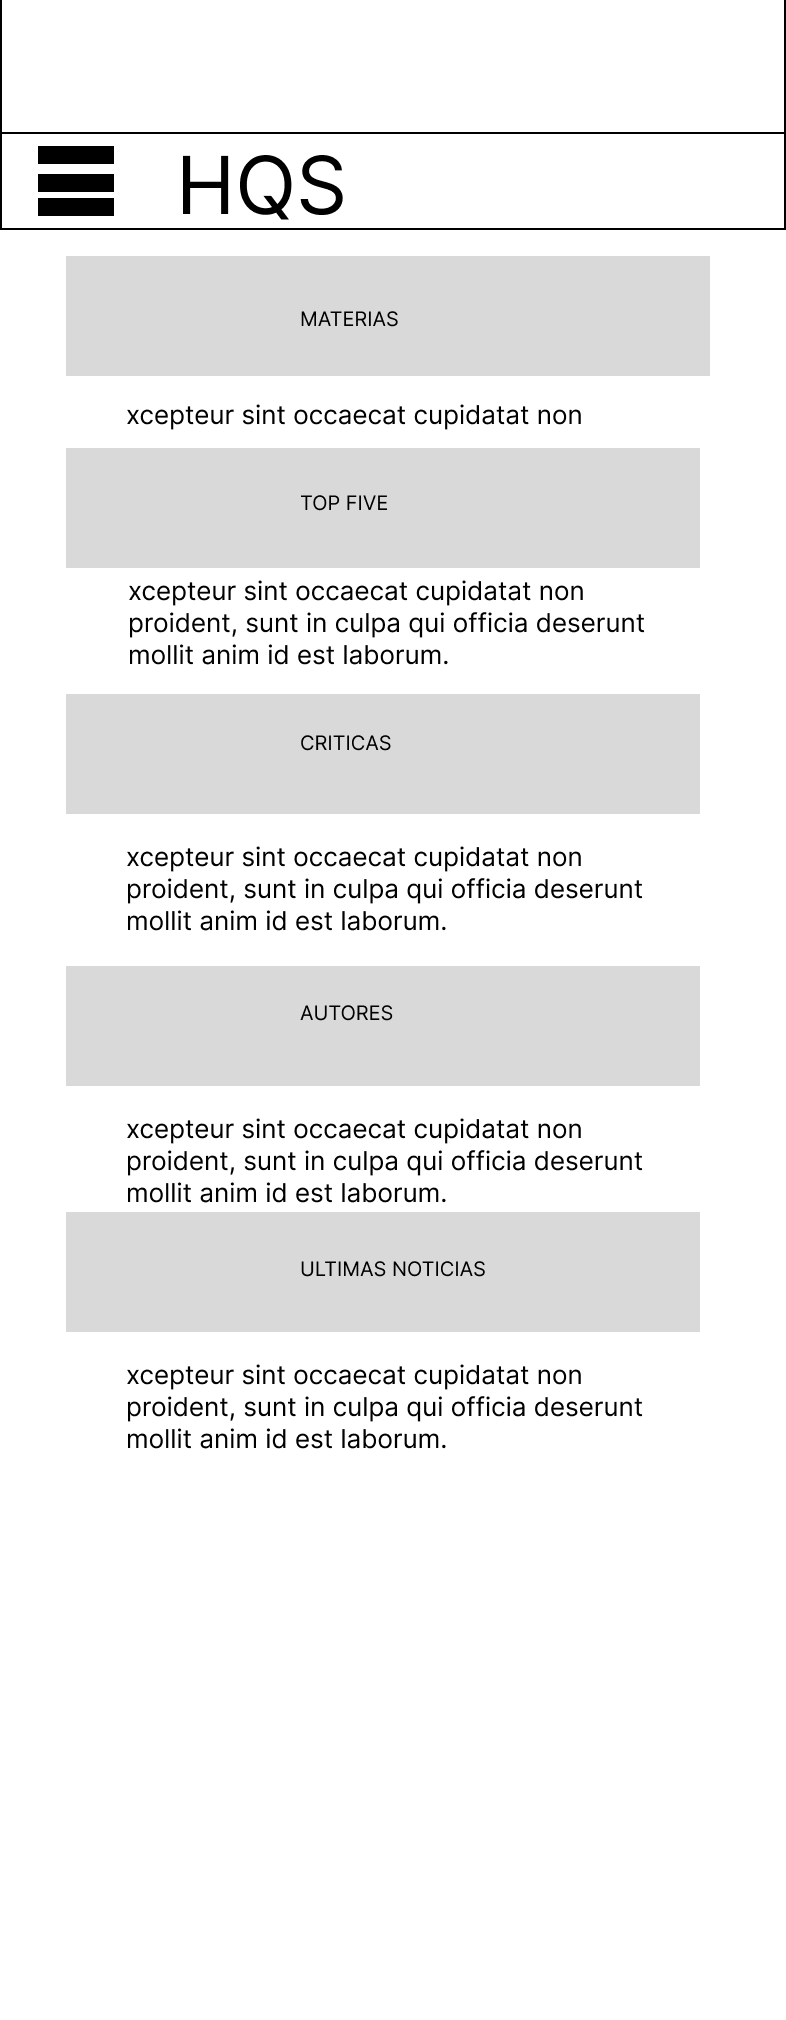 HQS
MATERIAS
xcepteur sint occaecat cupidatat non
TOP FIVE
xcepteur sint occaecat cupidatat non
proident, sunt in culpa qui officia deserunt
mollit anim id est laborum.
CRITICAS
xcepteur sint occaecat cupidatat non
proident, sunt in culpa qui officia deserunt
mollit anim id est laborum.
AUTORES
xcepteur sint occaecat cupidatat non
proident, sunt in culpa qui officia deserunt
mollit anim id est laborum.
ULTIMAS NOTICIAS
xcepteur sint occaecat cupidatat non
proident, sunt in culpa qui officia deserunt
mollit anim id est laborum.